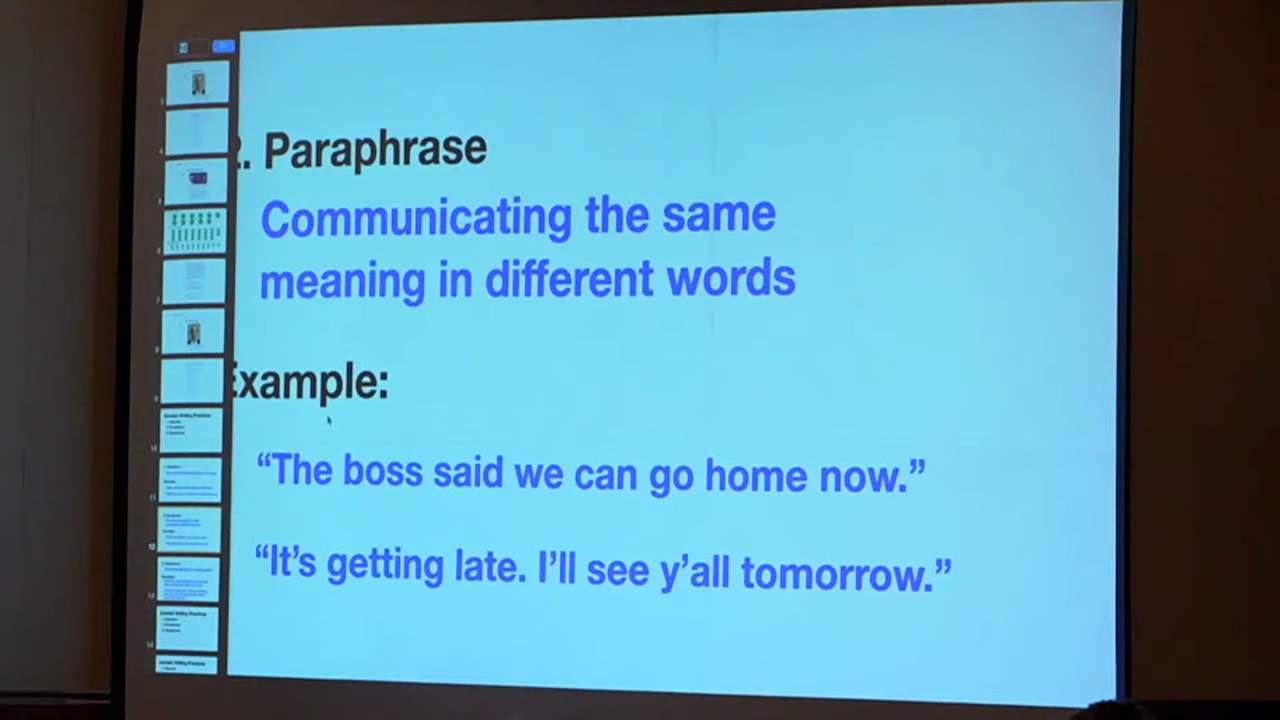 2. Paraphrase
Communicating the same
meaning in different words
Example:
“The boss said we can go home now.”
“It’s getting late. I’ll see y’all tomorrow.”